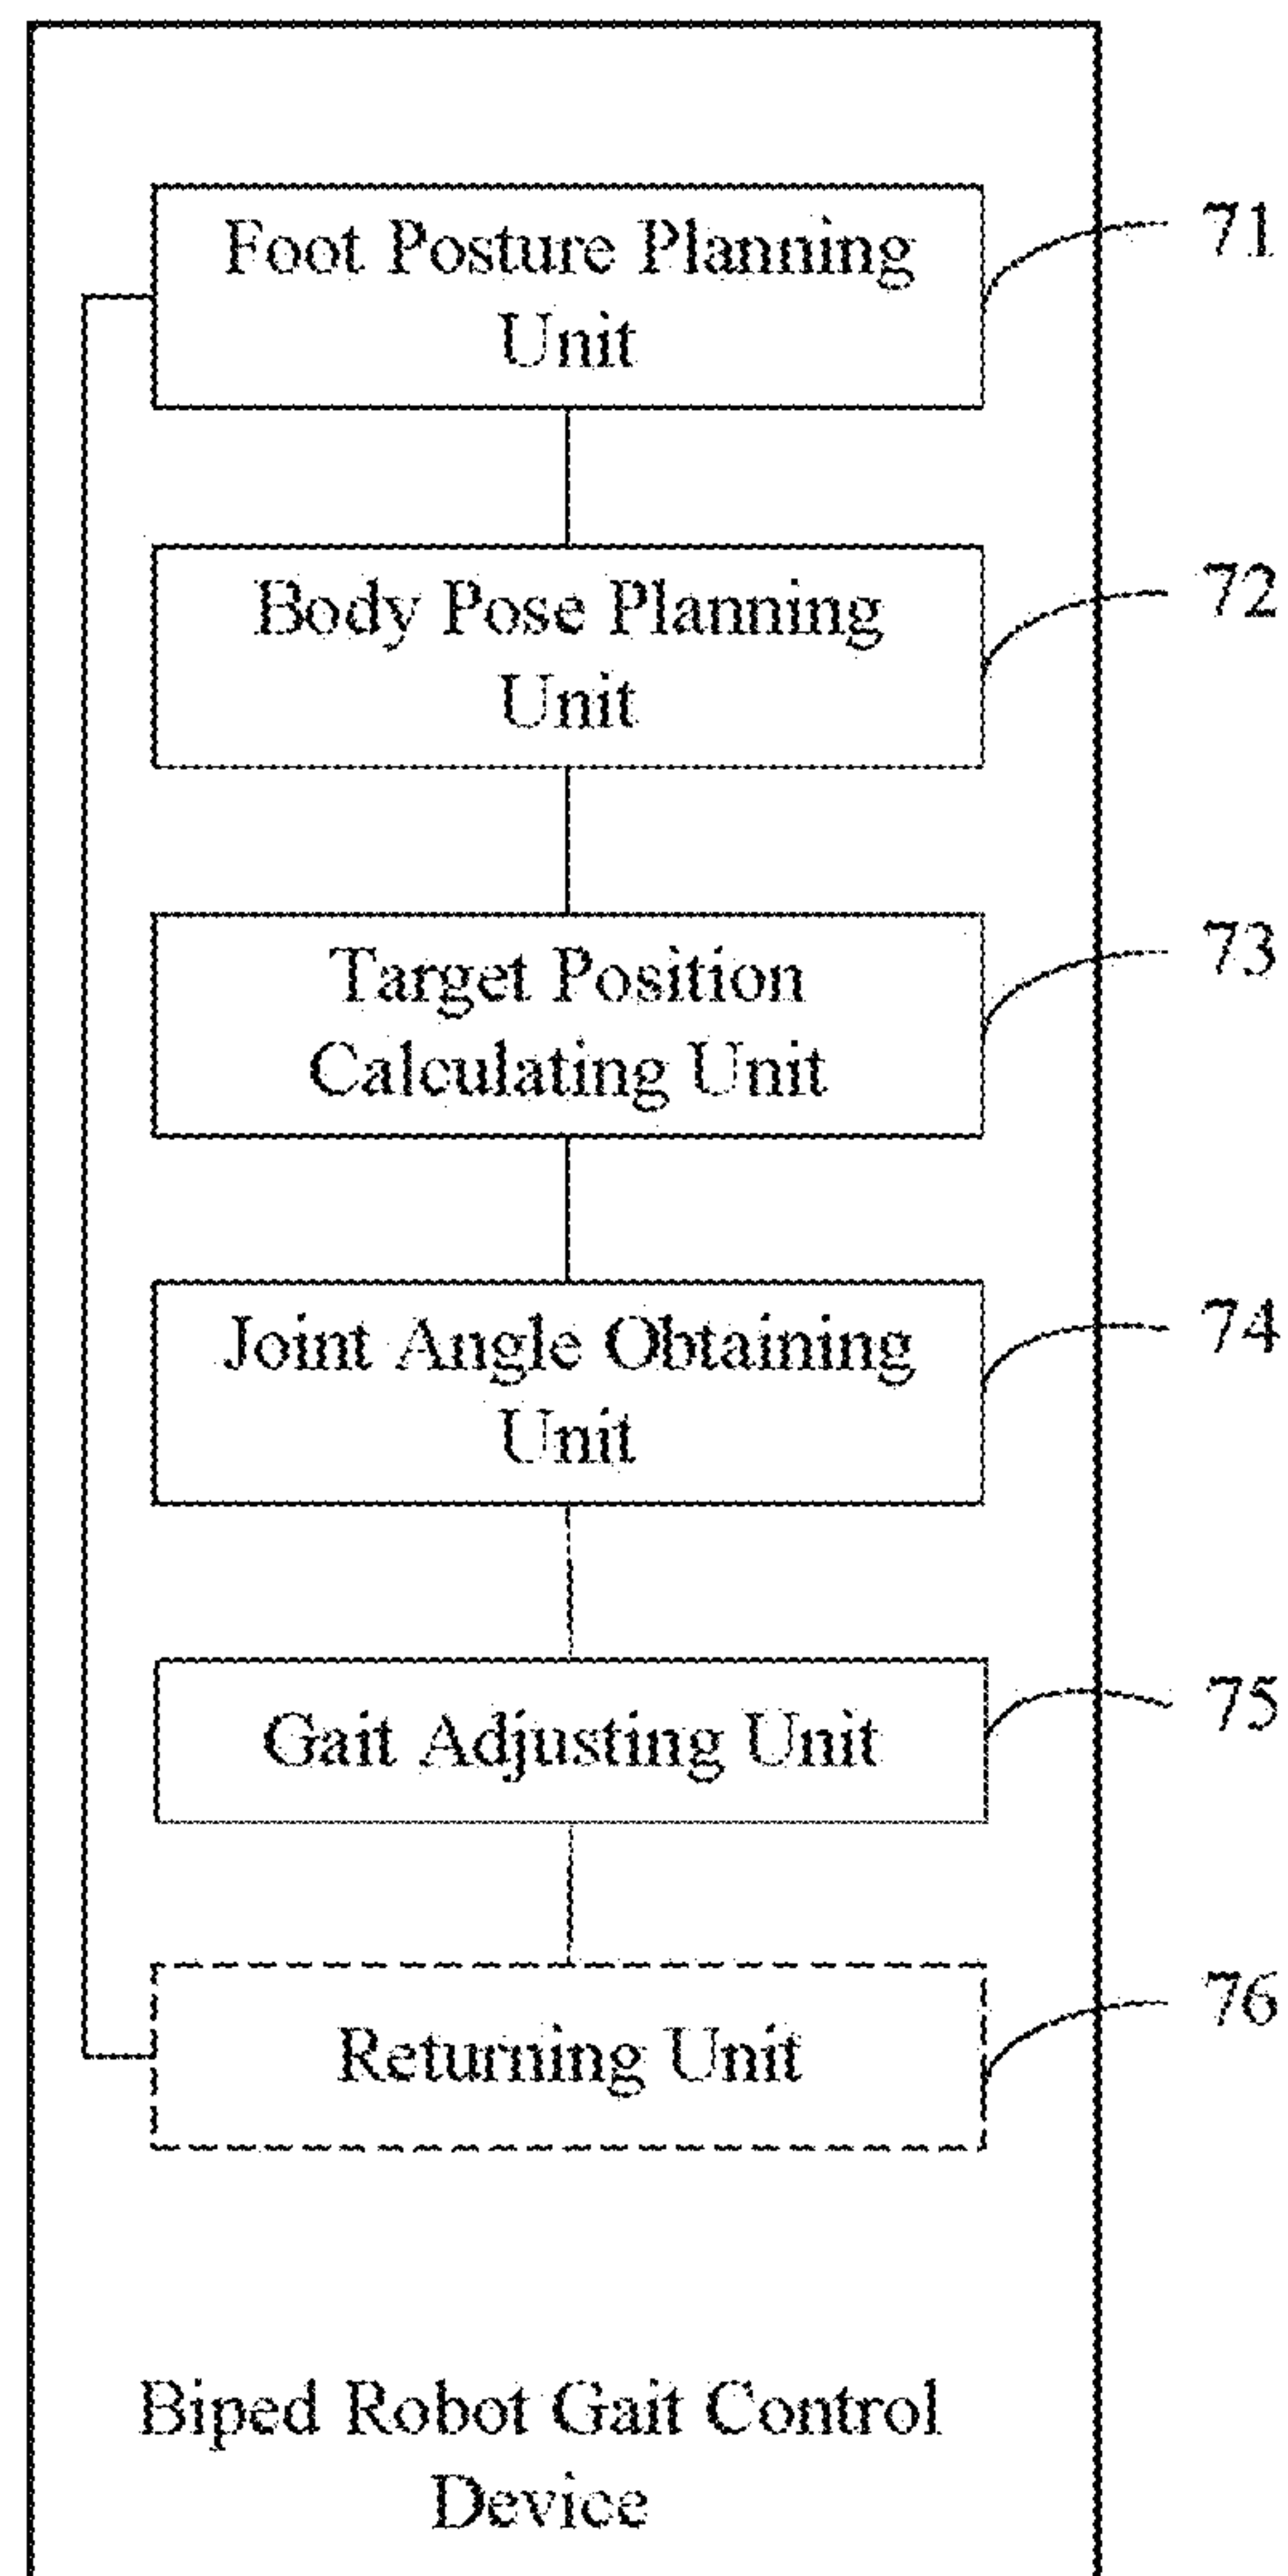 Foot Posture Planning
Unit
71
Body Pose Planning
Unit
72
Target Position
Calculating Unit
73
Joint Angle Obtaining
Unit
74
Gait Adjusting Unit
75
Returning Unit
76
Biped Robot Gait Control
Device